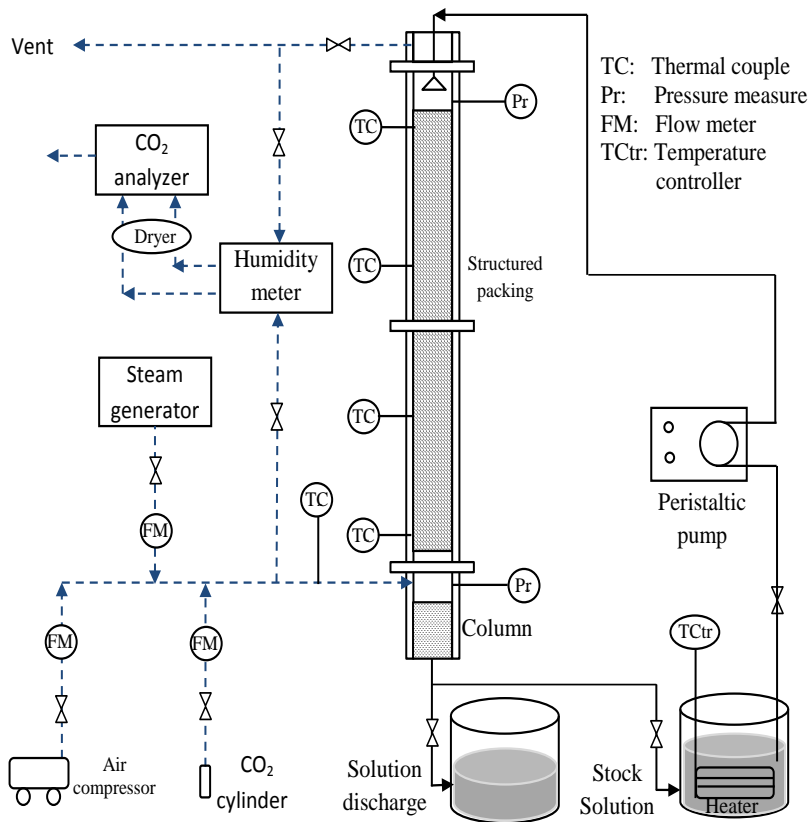 Vent
TC: Thermal couple
Pr: Pressure measure
FM: Flow meter
TCtr: Temperature
controller
Pr
TC
CO₂
analyzer
Dryer
Humidity
meter
TC
Structured
packing
Steam
generator
TC
Peristaltic
pump
TC
TC
FM
Pr
Column
FM
FM
TCtr
Air
compressor
CO₂
cylinder
Solution
discharge
Stock
Solution
Heater